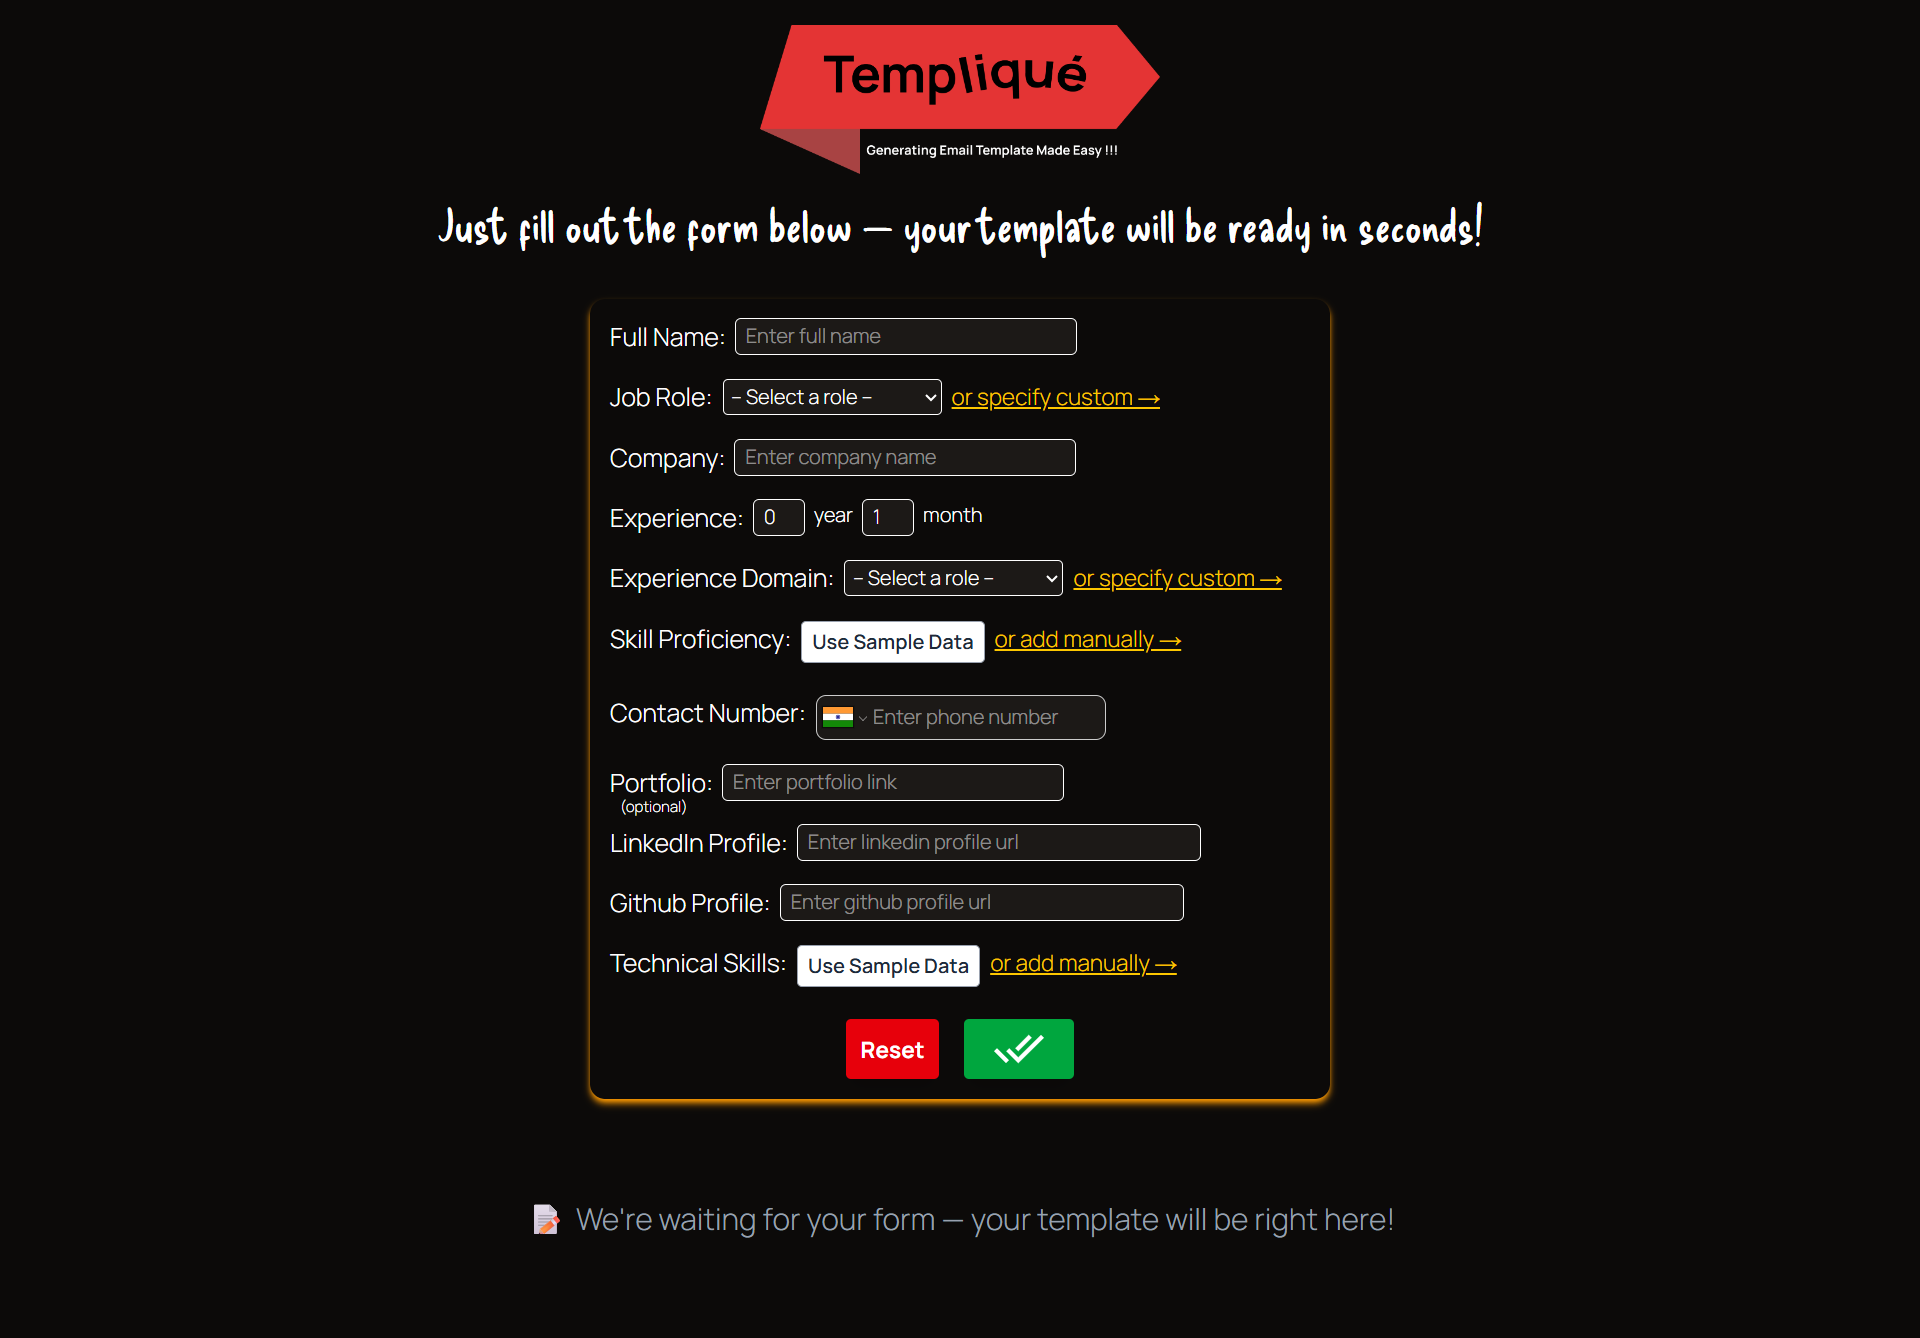 Templiqué
Generating Email Template Made Easy !!!
Just fill out the form below – your template will be ready in seconds!
Full Name: Enter full name
Job Role: -- Select a role -- or specify custom →
Company: Enter company name
Experience: 0 year 1 month
Experience Domain: -- Select a role -- or specify custom →
Skill Proficiency: Use Sample Data or add manually →
Contact Number: Enter phone number
Portfolio: Enter portfolio link
(optional)
LinkedIn Profile: Enter linkedin profile url
Github Profile: Enter github profile url
Technical Skills: Use Sample Data or add manually →
Reset
📝 We're waiting for your form — your template will be right here!